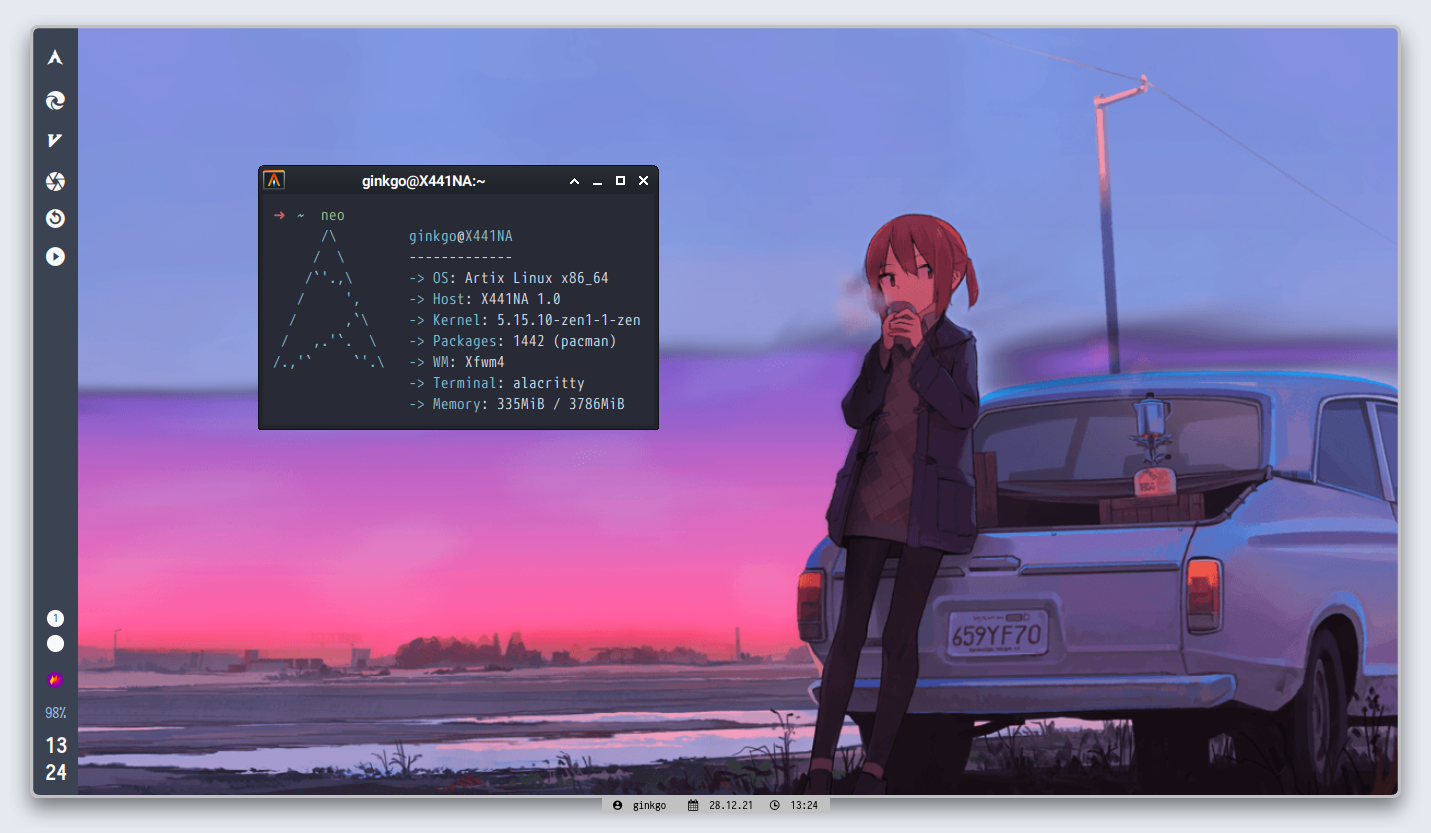 ginkgo@X441NA:~
➜ ~ neo
ginkgo@X441NA
-------------
-> OS: Artix Linux x86_64
-> Host: X441NA 1.0
-> Kernel: 5.15.10-zen1-1-zen
-> Packages: 1442 (pacman)
-> WM: Xfwm4
-> Terminal: alacritty
-> Memory: 335MiB / 3786MiB
659YF70
1
98%
13
24
ginkgo 28.12.21 13:24